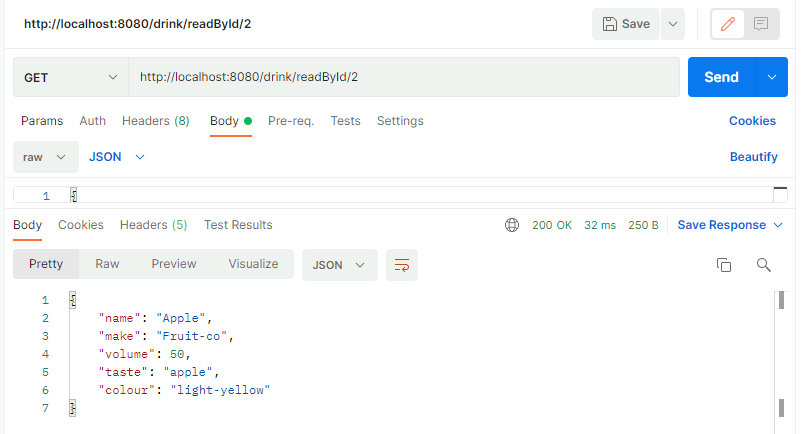 http://localhost:8080/drink/readById/2
Save
GET http://localhost:8080/drink/readById/2 Send
Params Auth Headers (8) Body Pre-req. Tests Settings Cookies
raw JSON Beautify
1 {
Body Cookies Headers (5) Test Results 200 OK 32 ms 250 B Save Response
Pretty Raw Preview Visualize JSON
1 {
2 "name": "Apple",
3 "make": "Fruit-co",
4 "volume": 50,
5 "taste": "apple",
6 "colour": "light-yellow"
7 }